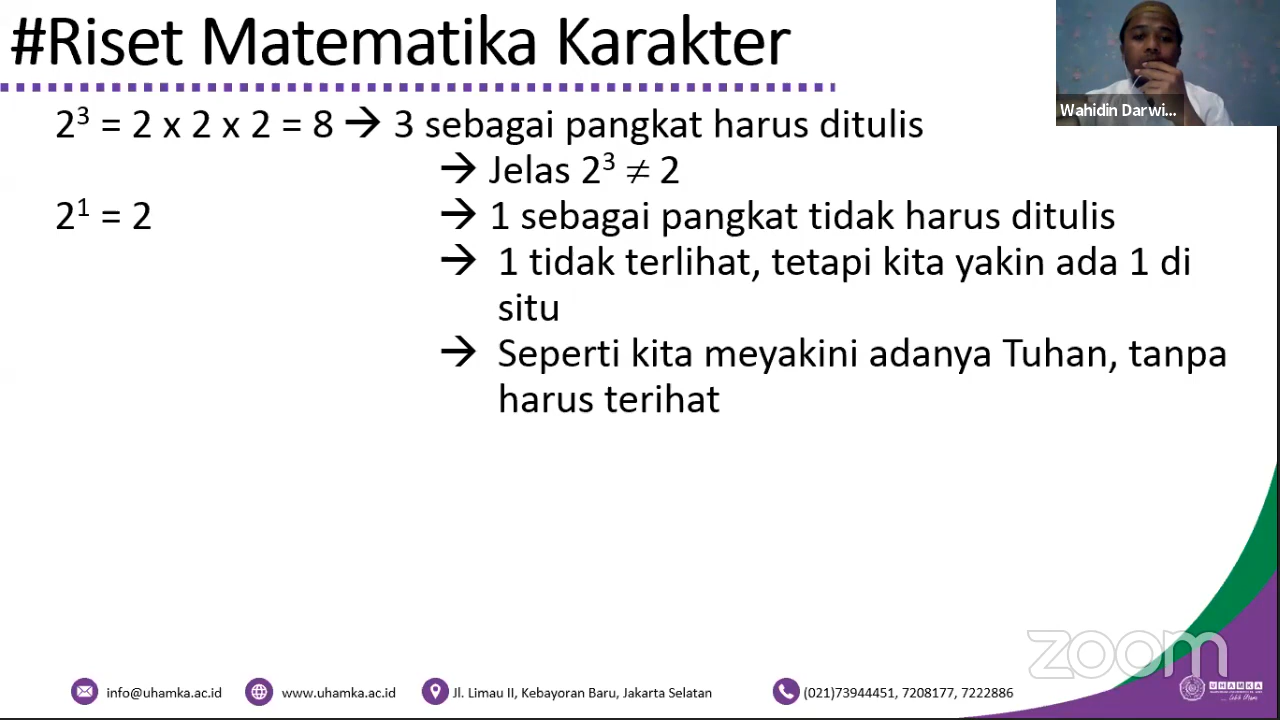 #Riset Matematika Karakter
Wahidin Darwi...
2³ = 2 x 2 x 2 = 8 → 3 sebagai pangkat harus ditulis
→ Jelas 2³ ≠ 2
2¹ = 2 → 1 sebagai pangkat tidak harus ditulis
→ 1 tidak terlihat, tetapi kita yakin ada 1 di
situ
→ Seperti kita meyakini adanya Tuhan, tanpa
harus terihat
zoom
info@uhamka.ac.id www.uhamka.ac.id Jl. Limau II, Kebayoran Baru, Jakarta Selatan (021)73944451, 7208177, 7222886
UHAMKA